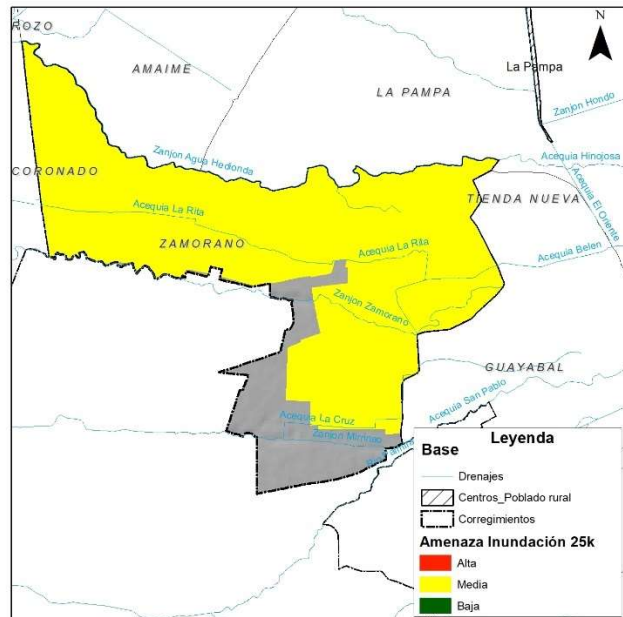 N
ROZO
AMAIME
La Pampa
LA PAMPA
Zanjon Hondo
Zanjon Agua Hedionda
Acequia Hinojosa
CORONADO
Acequia El Oriente
TIENDA NUEVA
Acequia La Rita
ZAMORANO
Acequia La Rita
Acequia Belen
Zanjon Zamorano
GUAYABAL
Acequia San Pablo
Acequia La Cruz
Zanjon Mirriñao
Leyenda
Base
Drenajes
Centros_Poblado rural
Corregimientos
Amenaza Inundación 25k
Alta
Media
Baja